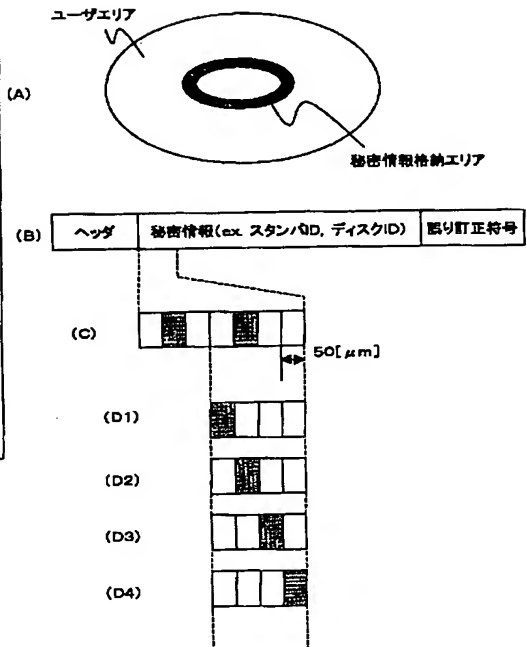 ユーザエリア
(A)
秘密情報格納エリア
(B) ヘッダ 秘密情報(ex. スタンパID, ディスクID) 誤り訂正符号
(C)
50[μm]
(D1)
(D2)
(D3)
(D4)